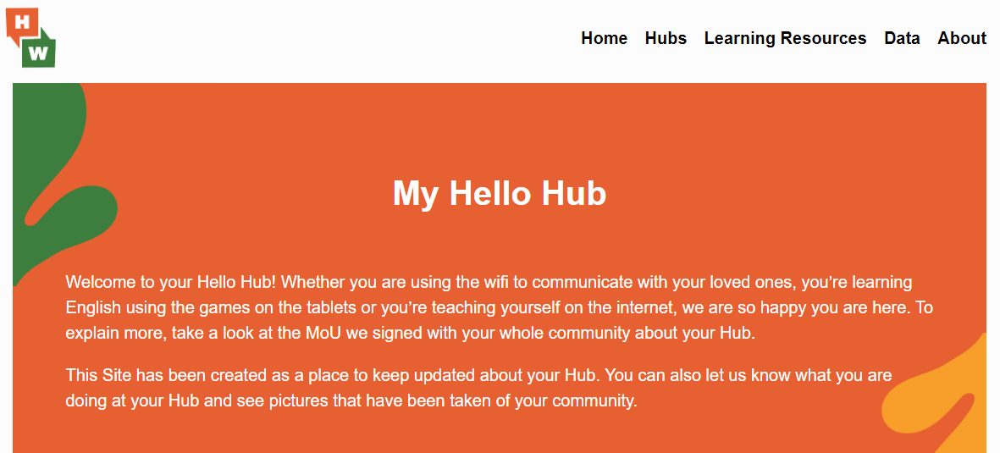 H
W
Home Hubs Learning Resources Data About
My Hello Hub
Welcome to your Hello Hub! Whether you are using the wifi to communicate with your loved ones, you’re learning
English using the games on the tablets or you’re teaching yourself on the internet, we are so happy you are here. To
explain more, take a look at the MoU we signed with your whole community about your Hub.
This Site has been created as a place to keep updated about your Hub. You can also let us know what you are
doing at your Hub and see pictures that have been taken of your community.